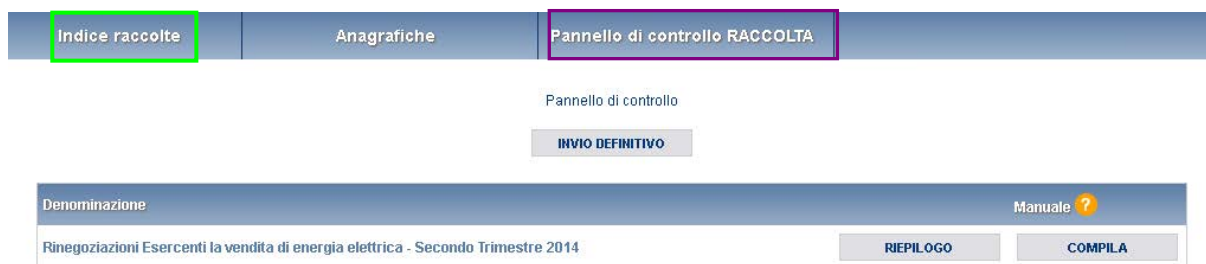 Indice raccolte Anagrafiche Pannello di controllo RACCOLTA
Pannello di controllo
INVIO DEFINITIVO
Denominazione Manuale ?
Rinegoziazioni Esercenti la vendita di energia elettrica - Secondo Trimestre 2014 RIEPILOGO COMPILA